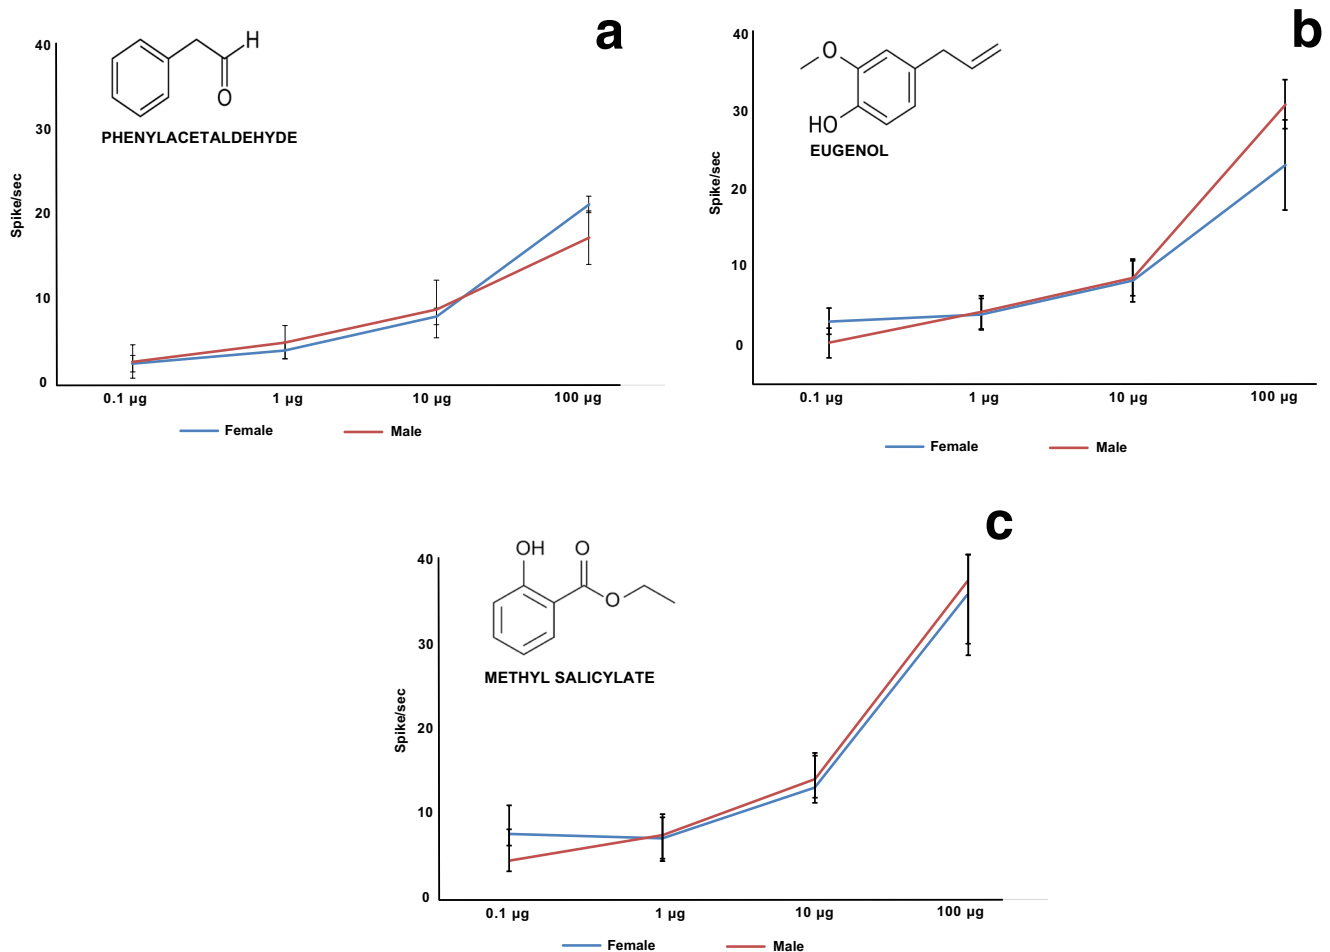 a
40
30
20
10
0
Spike/sec
H
O
PHENYLACETALDEHYDE
0.1 µg 1 µg 10 µg 100 µg
Female Male
b
40
30
20
10
0
Spike/sec
O
HO
EUGENOL
0.1 µg 1 µg 10 µg 100 µg
Female Male
c
40
30
20
10
0
Spike/sec
OH O
O
METHYL SALICYLATE
0.1 µg 1 µg 10 µg 100 µg
Female Male